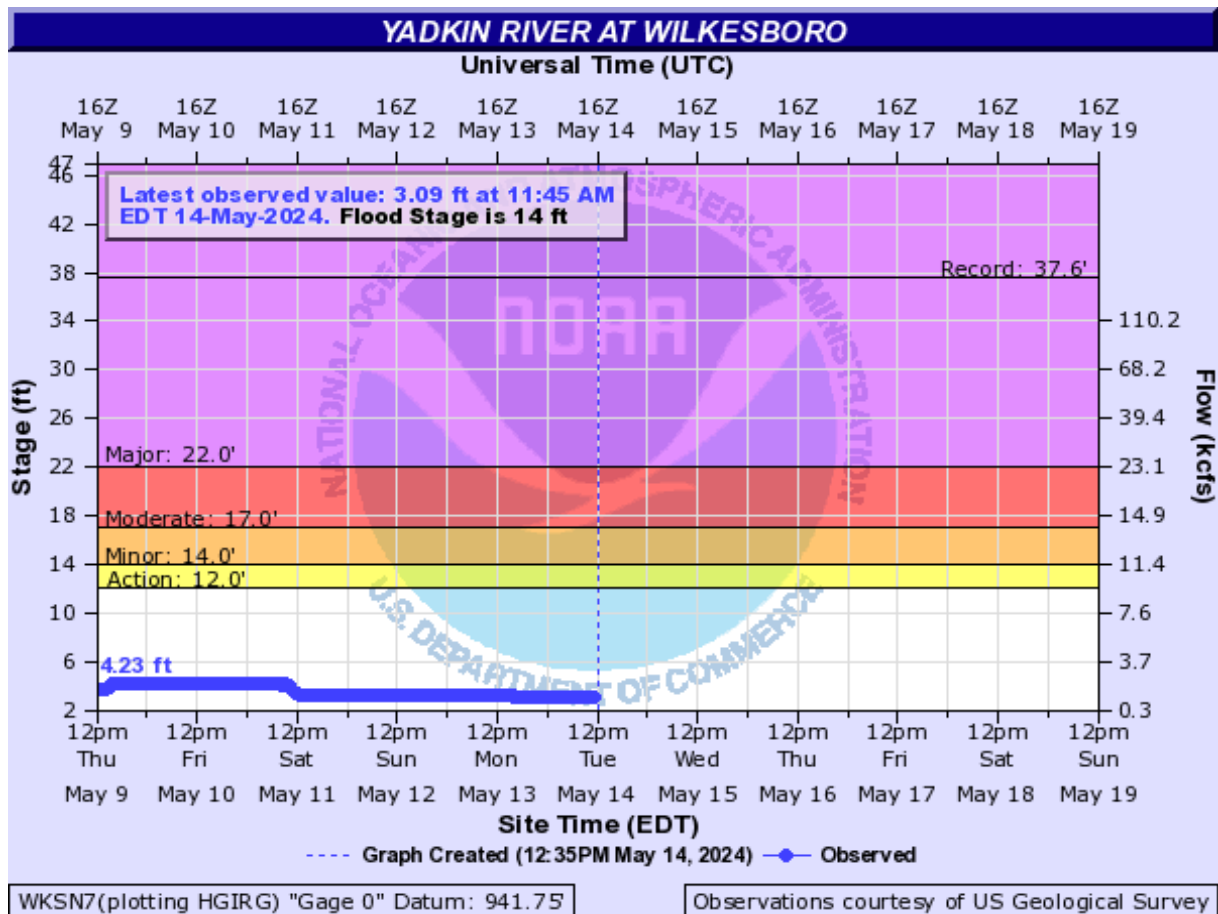 YADKIN RIVER AT WILKESBORO
Universal Time (UTC)
16Z 16Z 16Z 16Z 16Z 16Z 16Z 16Z 16Z 16Z 16Z
May 9 May 10 May 11 May 12 May 13 May 14 May 15 May 16 May 17 May 18 May 19
Latest observed value: 3.09 ft at 11:45 AM
EDT 14-May-2024. Flood Stage is 14 ft
Stage (ft)
47
46
42
38
34
30
26
22
18
14
10
6
2
Record: 37.6'
Major: 22.0'
Moderate: 17.0'
Minor: 14.0'
Action: 12.0'
4.23 ft
NATIONAL OCEANIC AND ATMOSPHERIC ADMINISTRATION
NOAA
U.S. DEPARTMENT OF COMMERCE
Flow (kcfs)
110.2
68.2
39.4
23.1
14.9
11.4
7.6
3.7
0.3
12pm 12pm 12pm 12pm 12pm 12pm 12pm 12pm 12pm 12pm 12pm
Thu Fri Sat Sun Mon Tue Wed Thu Fri Sat Sun
May 9 May 10 May 11 May 12 May 13 May 14 May 15 May 16 May 17 May 18 May 19
Site Time (EDT)
Graph Created (12:35PM May 14, 2024) Observed
WKSN7(plotting HGIRG) "Gage 0" Datum: 941.75'
Observations courtesy of US Geological Survey